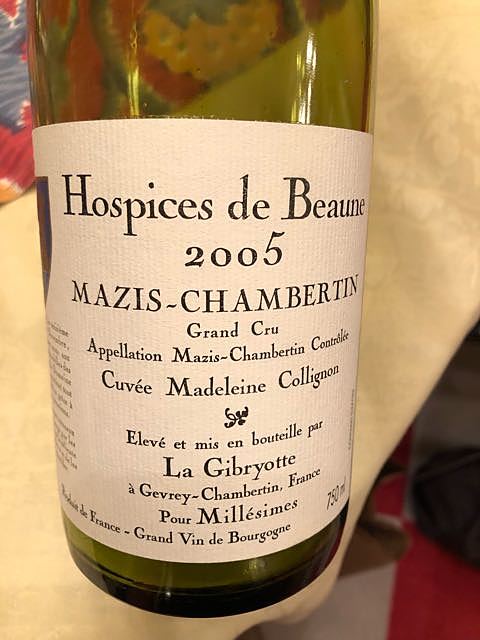 Hospices de Beaune
2005
MAZIS-CHAMBERTIN
Grand Cru
Appellation Mazis-Chambertin Contrôlée
Cuvée Madeleine Collignon
Elevé et mis en bouteille par
La Gibryotte
à Gevrey-Chambertin, France
Pour Millésimes
750 ml
Produit de France - Grand Vin de Bourgogne